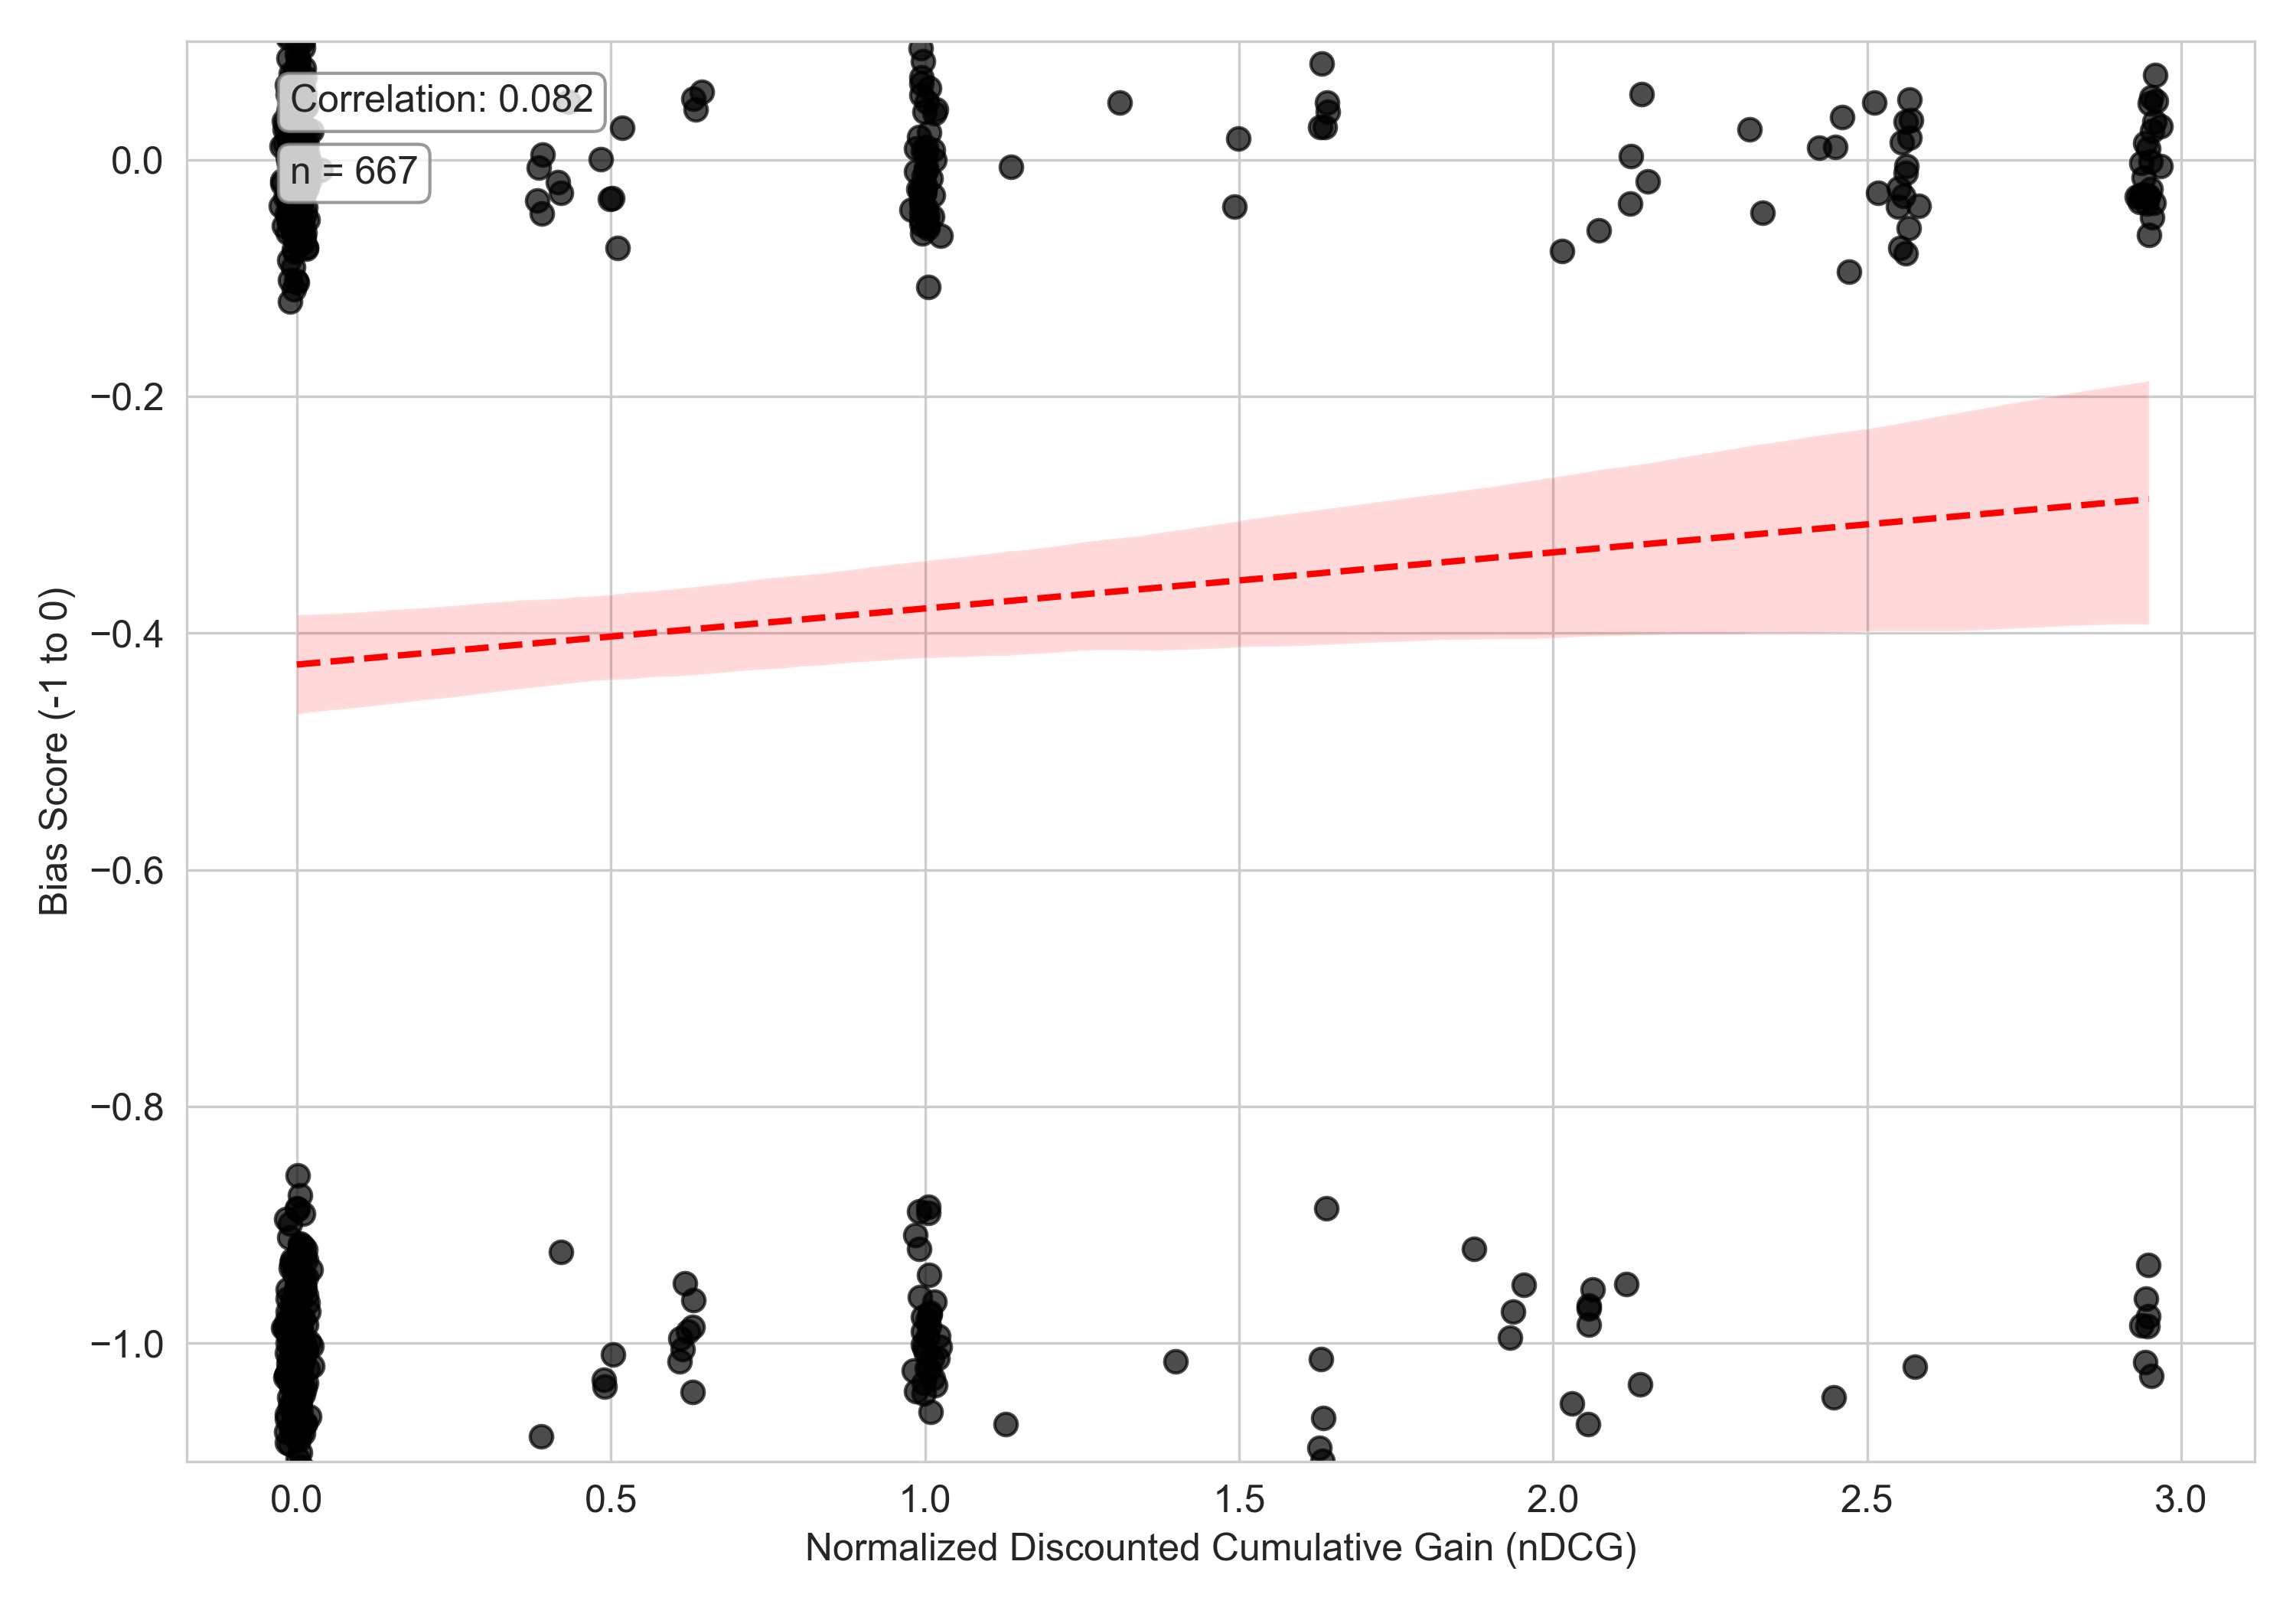 Correlation: 0.082
n = 667
0.0
−0.2
−0.4
−0.6
−0.8
−1.0
Bias Score (-1 to 0)
0.0 0.5 1.0 1.5 2.0 2.5 3.0
Normalized Discounted Cumulative Gain (nDCG)